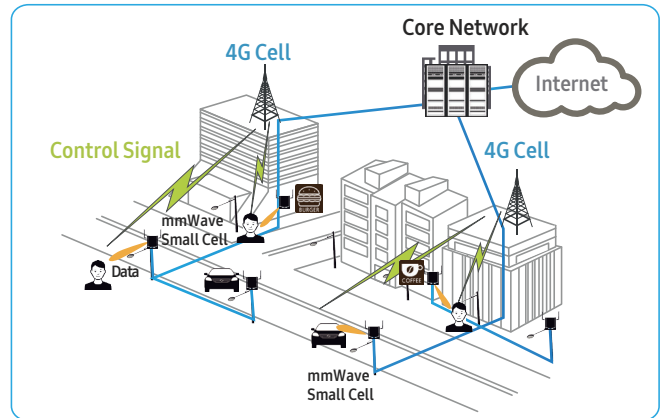 Core Network
4G Cell
Internet
Control Signal
4G Cell
mmWave
Small Cell
BURGER
Data
COFFEE
mmWave
Small Cell